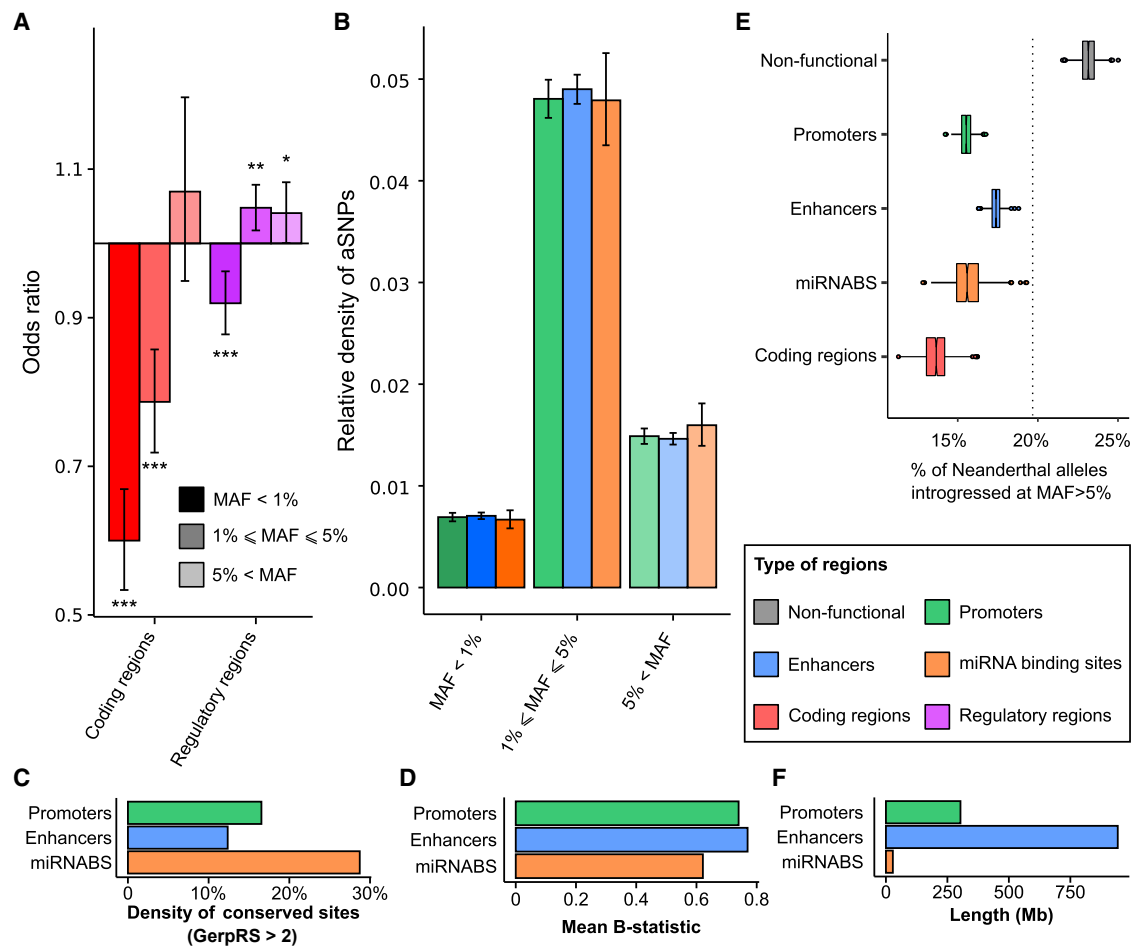 A
Odds ratio
1.1
0.9
0.7
0.5
**
*
***
***
***
MAF < 1%
1% ⩽ MAF ⩽ 5%
5% < MAF
Coding regions
Regulatory regions
B
Relative density of aSNPs
0.05
0.04
0.03
0.02
0.01
0.00
MAF < 1%
1% ⩽ MAF ⩽ 5%
5% < MAF
E
Non-functional
Promoters
Enhancers
miRNABS
Coding regions
15%
20%
25%
% of Neanderthal alleles
introgressed at MAF>5%
Type of regions
Non-functional
Promoters
Enhancers
miRNA binding sites
Coding regions
Regulatory regions
C
Promoters
Enhancers
miRNABS
0
10%
20%
30%
Density of conserved sites
(GerpRS > 2)
D
Promoters
Enhancers
miRNABS
0
0.2
0.4
0.6
0.8
Mean B-statistic
F
Promoters
Enhancers
miRNABS
0
250
500
750
Length (Mb)